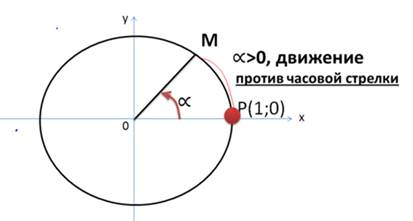 y
M
∝>0, движение
против часовой стрелки
∝
P(1;0)
0
x